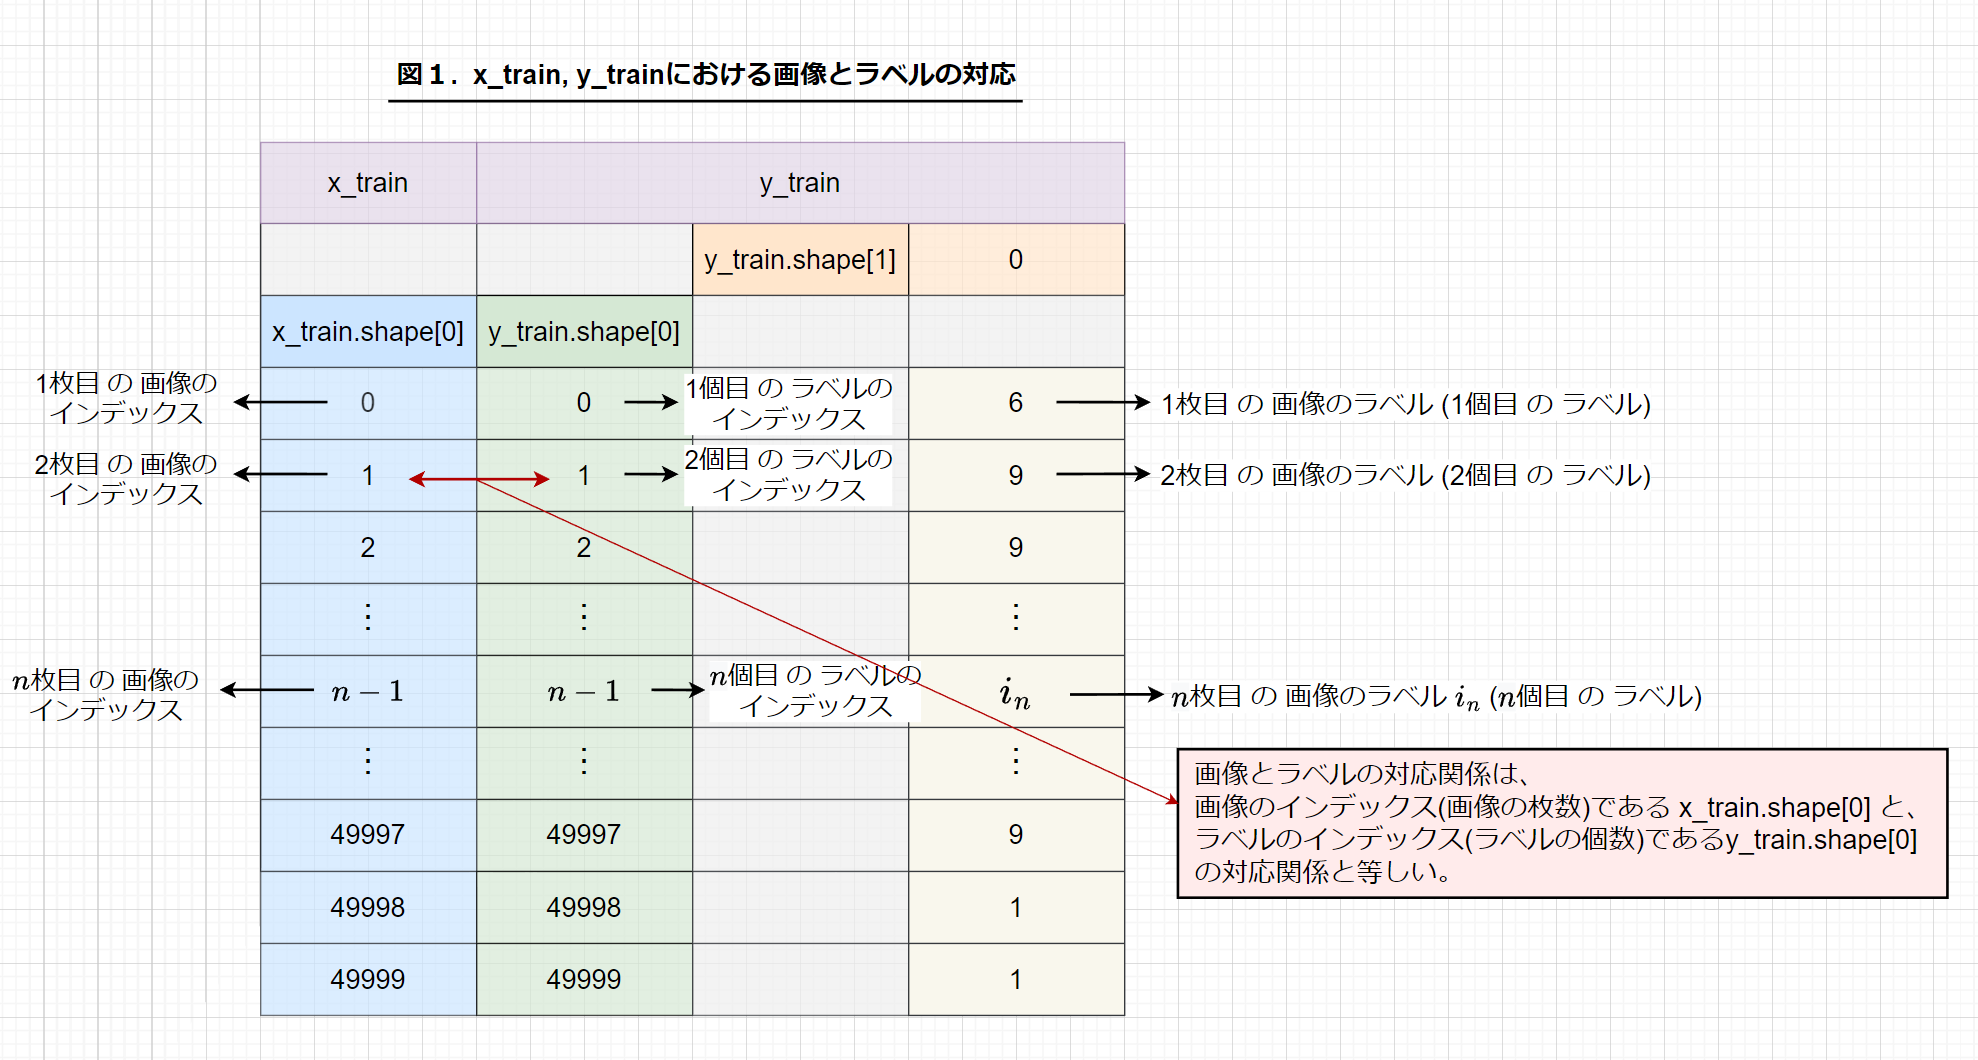 図１．x_train, y_trainにおける画像とラベルの対応
x_train
y_train
y_train.shape[1]
0
x_train.shape[0]
y_train.shape[0]
1枚目 の 画像の
インデックス
0
0
1個目 の ラベルの
インデックス
6
1枚目 の 画像のラベル (1個目 の ラベル)
2枚目 の 画像の
インデックス
1
1
2個目 の ラベルの
インデックス
9
2枚目 の 画像のラベル (2個目 の ラベル)
2
2
9
⋮
⋮
⋮
n枚目 の 画像の
インデックス
n − 1
n − 1
n個目 の ラベルの
インデックス
iₙ
n枚目 の 画像のラベル iₙ (n個目 の ラベル)
⋮
⋮
⋮
画像とラベルの対応関係は、
画像のインデックス(画像の枚数)である x_train.shape[0] と、
ラベルのインデックス(ラベルの個数)であるy_train.shape[0]
の対応関係と等しい。
49997
49997
9
49998
49998
1
49999
49999
1